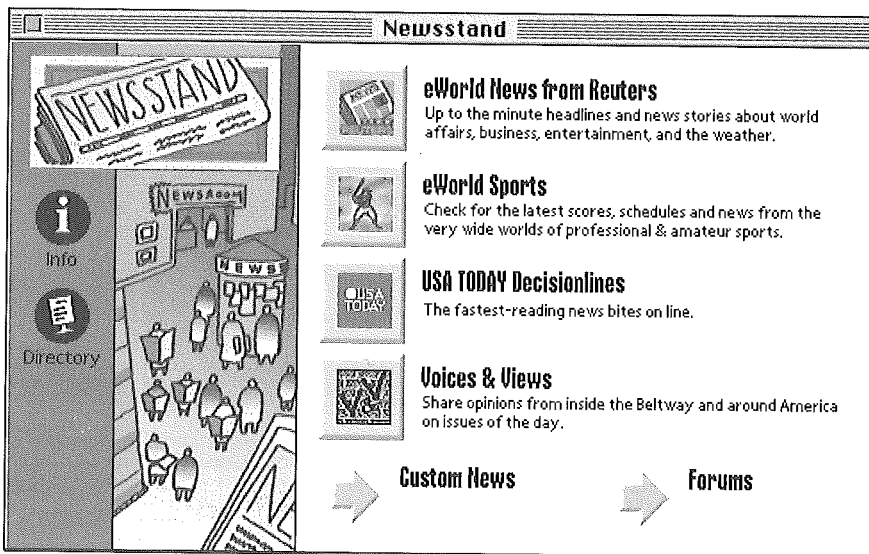 Newsstand
NEWSSTAND
NEWSROOM
NEWS
Info
Directory
eWorld News from Reuters
Up to the minute headlines and news stories about world
affairs, business, entertainment, and the weather.
eWorld Sports
Check for the latest scores, schedules and news from the
very wide worlds of professional & amateur sports.
USA
TODAY
USA TODAY Decisionlines
The fastest-reading news bites on line.
Voices & Views
Share opinions from inside the Beltway and around America
on issues of the day.
Custom News
Forums